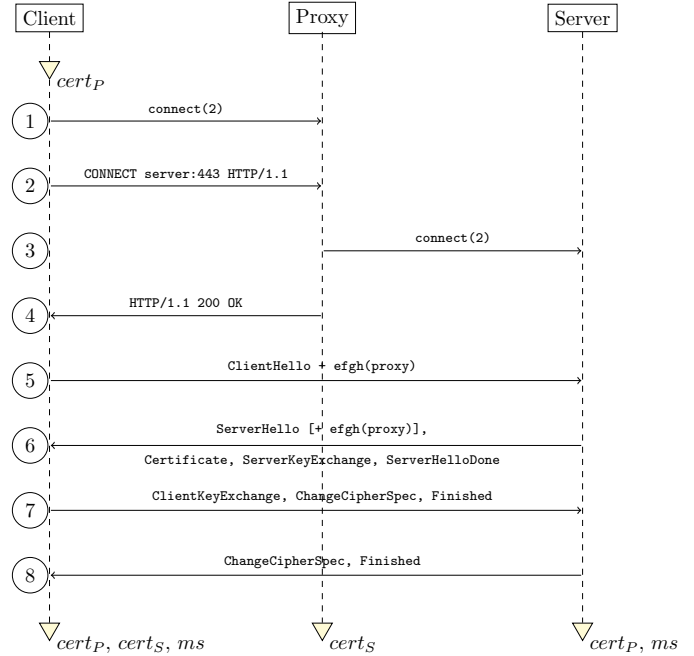 Client Proxy Server
cert_P
1 connect(2)
2 CONNECT server:443 HTTP/1.1
3 connect(2)
4 HTTP/1.1 200 OK
5 ClientHello + efgh(proxy)
6 ServerHello [+ efgh(proxy)],
Certificate, ServerKeyExchange, ServerHelloDone
7 ClientKeyExchange, ChangeCipherSpec, Finished
8 ChangeCipherSpec, Finished
cert_P, cert_S, ms cert_S cert_P, ms